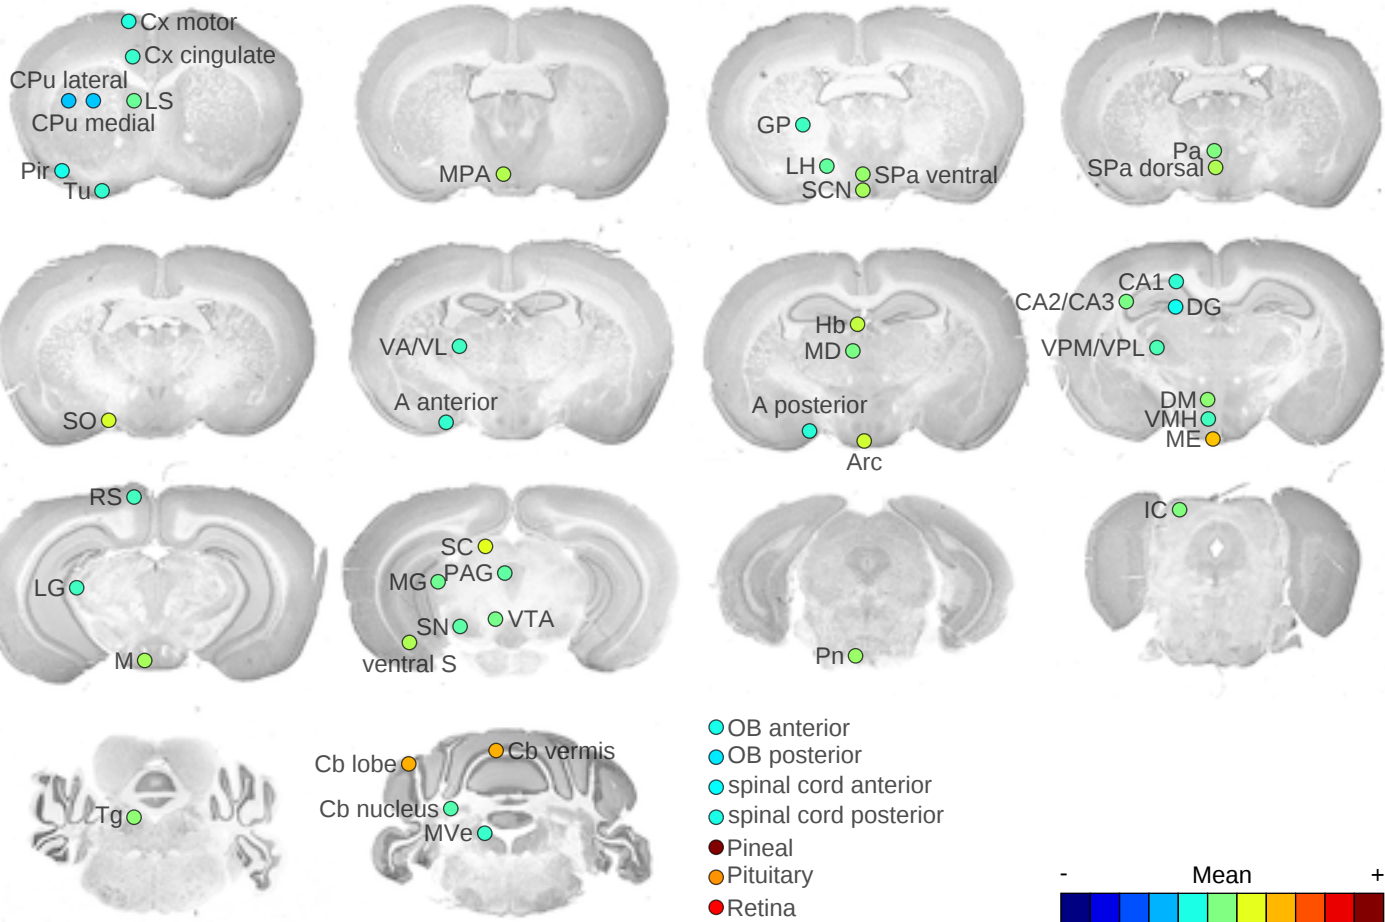 Cx motor
Cx cingulate
CPu lateral
LS
CPu medial
Pir
Tu
MPA
GP
LH
SPa ventral
SCN
Pa
SPa dorsal
SO
VA/VL
A anterior
Hb
MD
A posterior
Arc
CA1
CA2/CA3
DG
VPM/VPL
DM
VMH
ME
RS
LG
M
SC
MG
PAG
SN
VTA
ventral S
Pn
IC
Tg
Cb lobe
Cb vermis
Cb nucleus
MVe
OB anterior
OB posterior
spinal cord anterior
spinal cord posterior
Pineal
Pituitary
Retina
- Mean +